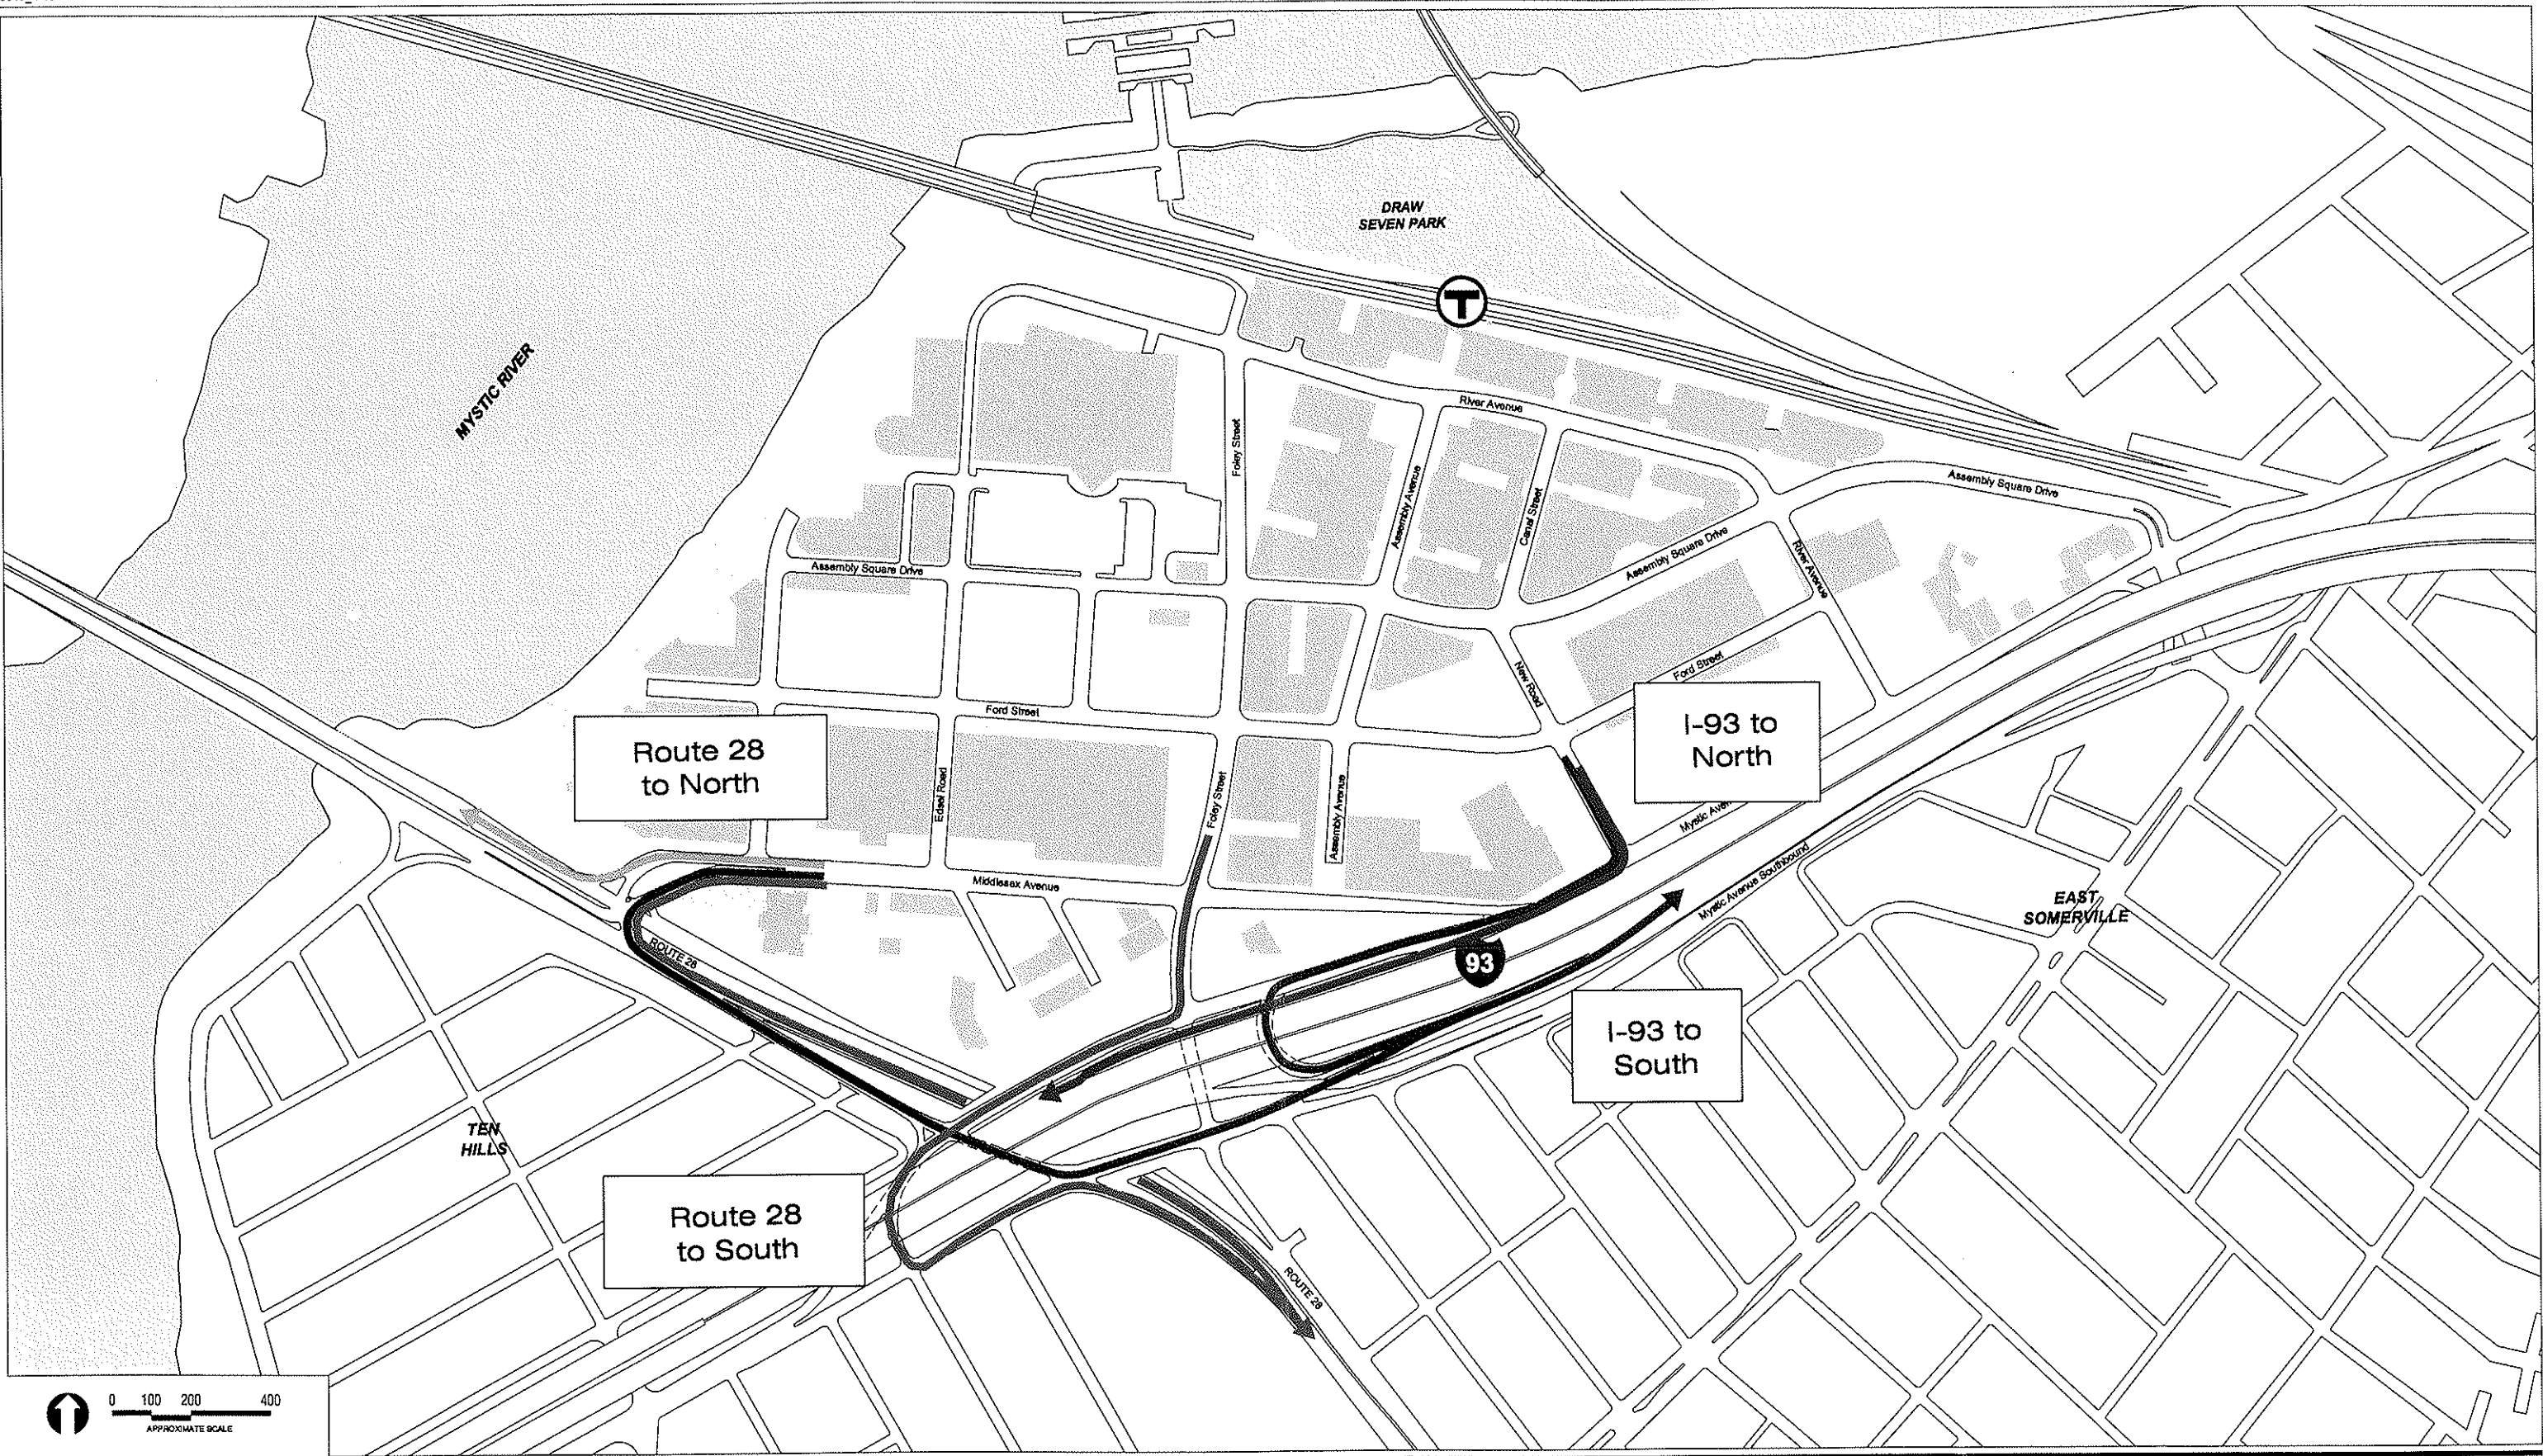 DRAW
SEVEN PARK
T
MYSTIC RIVER
River Avenue
Foley Street
Assembly Avenue
Canal Street
Assembly Square Drive
Assembly Square Drive
River Avenue
Assembly Square Drive
Ford Street
New Road
Ford Street
Route 28
to North
I-93 to
North
Edsel Road
Foley Street
Assembly Avenue
Mystic Aven
Mystic Avenue Southbound
Middlesex Avenue
EAST
SOMERVILLE
ROUTE 28
93
I-93 to
South
TEN
HILLS
Route 28
to South
ROUTE 28
0 100 200 400
APPROXIMATE SCALE